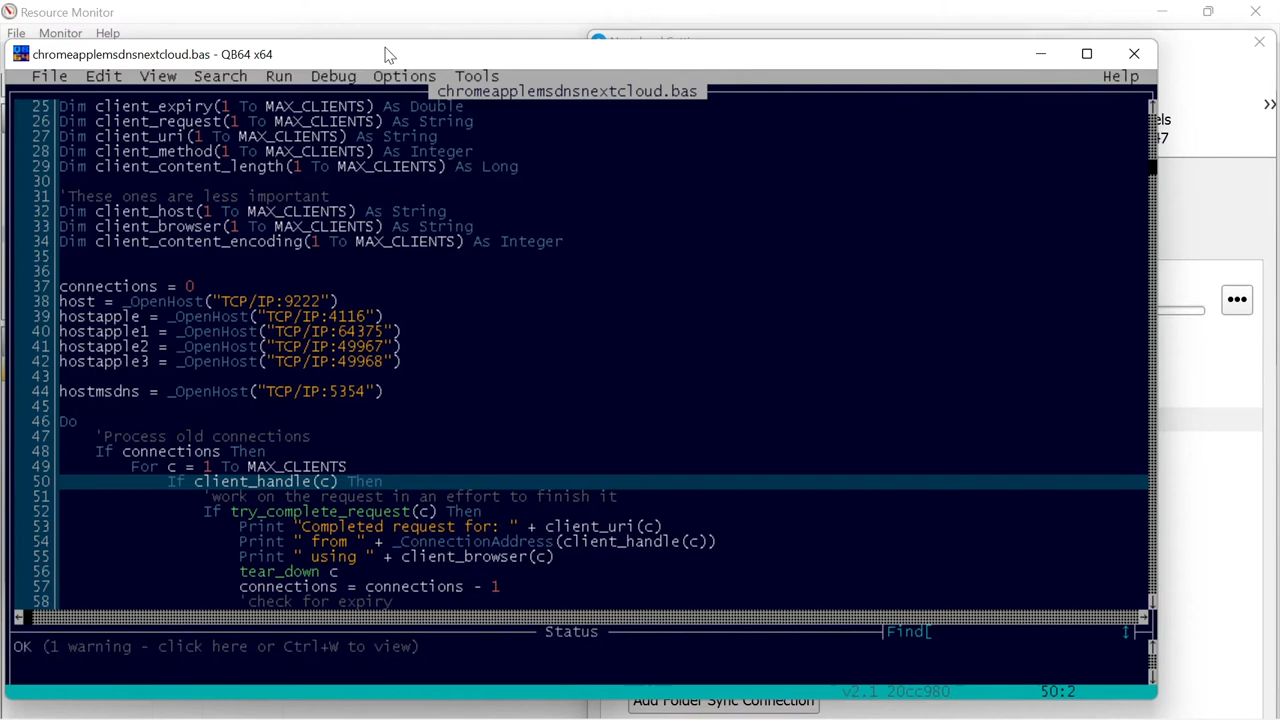 Resource Monitor
File Monitor Help
chromeapplemsdnsnextcloud.bas - QB64 x64
File Edit View Search Run Debug Options Tools Help
chromeapplemsdnsnextcloud.bas
25 Dim client_expiry(1 To MAX_CLIENTS) As Double
26 Dim client_request(1 To MAX_CLIENTS) As String
27 Dim client_uri(1 To MAX_CLIENTS) As String
28 Dim client_method(1 To MAX_CLIENTS) As Integer
29 Dim client_content_length(1 To MAX_CLIENTS) As Long
30
31 'These ones are less important
32 Dim client_host(1 To MAX_CLIENTS) As String
33 Dim client_browser(1 To MAX_CLIENTS) As String
34 Dim client_content_encoding(1 To MAX_CLIENTS) As Integer
35
36
37 connections = 0
38 host = _OpenHost("TCP/IP:9222")
39 hostapple = _OpenHost("TCP/IP:4116")
40 hostapple1 = _OpenHost("TCP/IP:64375")
41 hostapple2 = _OpenHost("TCP/IP:49967")
42 hostapple3 = _OpenHost("TCP/IP:49968")
43
44 hostmsdns = _OpenHost("TCP/IP:5354")
45
46 Do
47 'Process old connections
48 If connections Then
49 For c = 1 To MAX_CLIENTS
50 If client_handle(c) Then
51 'work on the request in an effort to finish it
52 If try_complete_request(c) Then
53 Print "Completed request for: " + client_uri(c)
54 Print " from " + _ConnectionAddress(client_handle(c))
55 Print " using " + client_browser(c)
56 tear_down c
57 connections = connections - 1
58 'check for expiry
Status
Find[
OK (1 warning - click here or Ctrl+W to view)
v2.1 20cc980 50:2
els
47
Add Folder Sync Connection